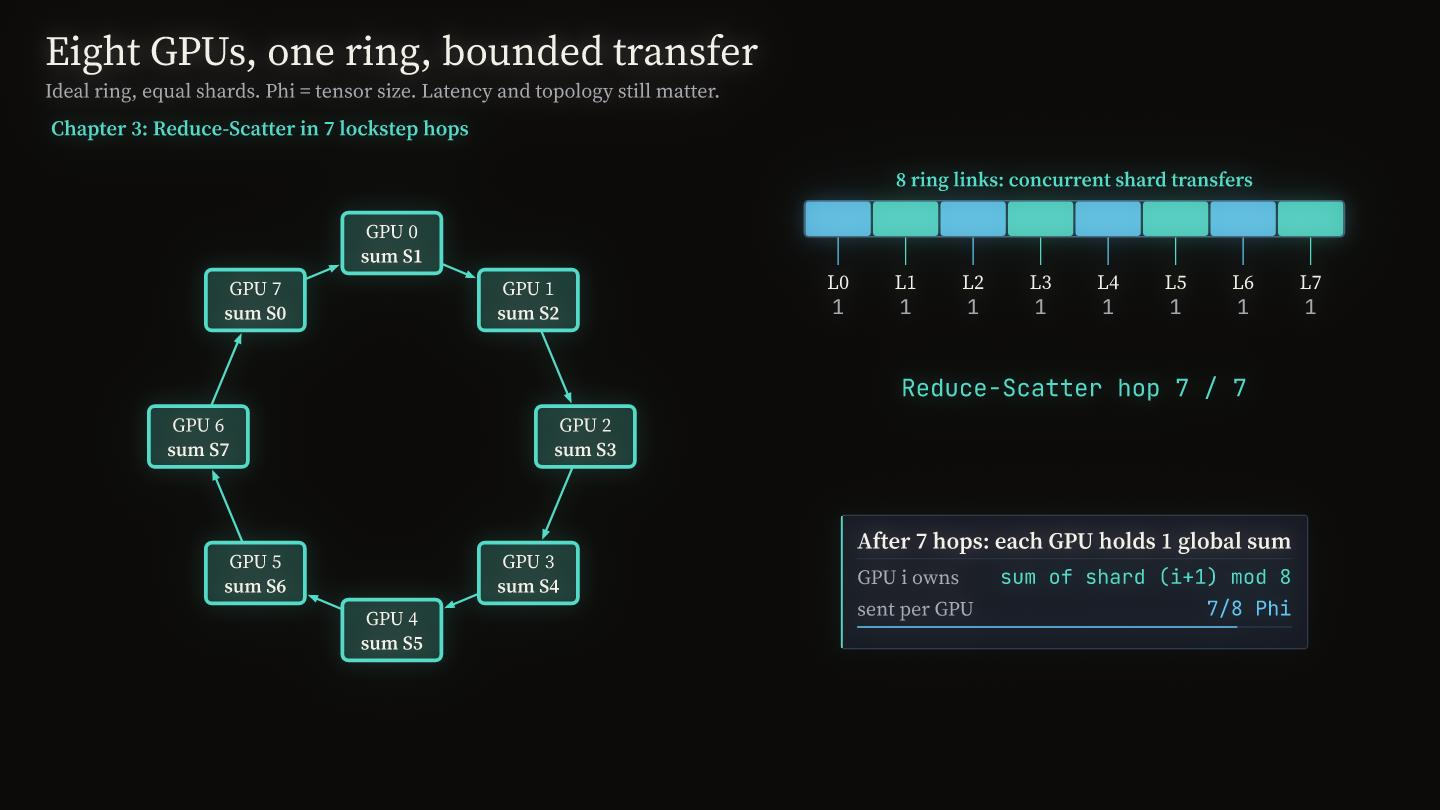 Eight GPUs, one ring, bounded transfer
Ideal ring, equal shards. Phi = tensor size. Latency and topology still matter.
Chapter 3: Reduce-Scatter in 7 lockstep hops
GPU 0
sum S1
GPU 1
sum S2
GPU 2
sum S3
GPU 3
sum S4
GPU 4
sum S5
GPU 5
sum S6
GPU 6
sum S7
GPU 7
sum S0
8 ring links: concurrent shard transfers
L0 L1 L2 L3 L4 L5 L6 L7
1 1 1 1 1 1 1 1
Reduce-Scatter hop 7 / 7
After 7 hops: each GPU holds 1 global sum
GPU i owns sum of shard (i+1) mod 8
sent per GPU 7/8 Phi